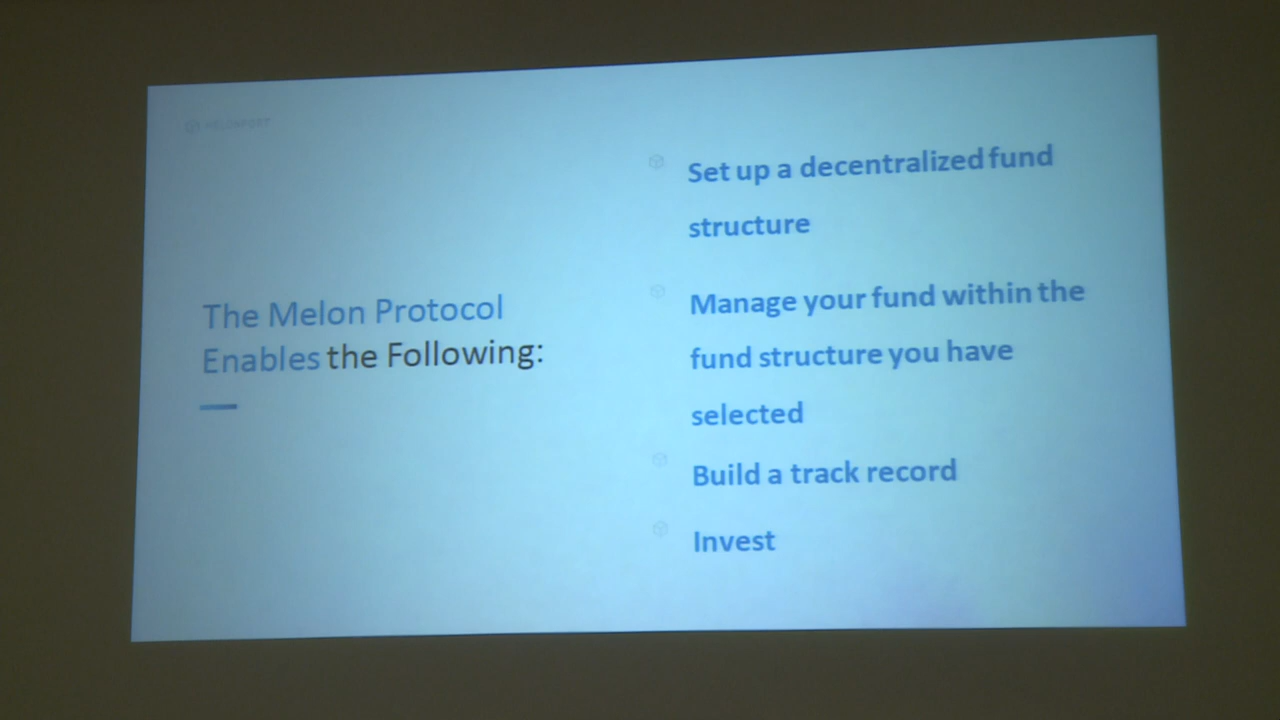 MELONPORT
The Melon Protocol
Enables the Following:
Set up a decentralized fund
structure
Manage your fund within the
fund structure you have
selected
Build a track record
Invest